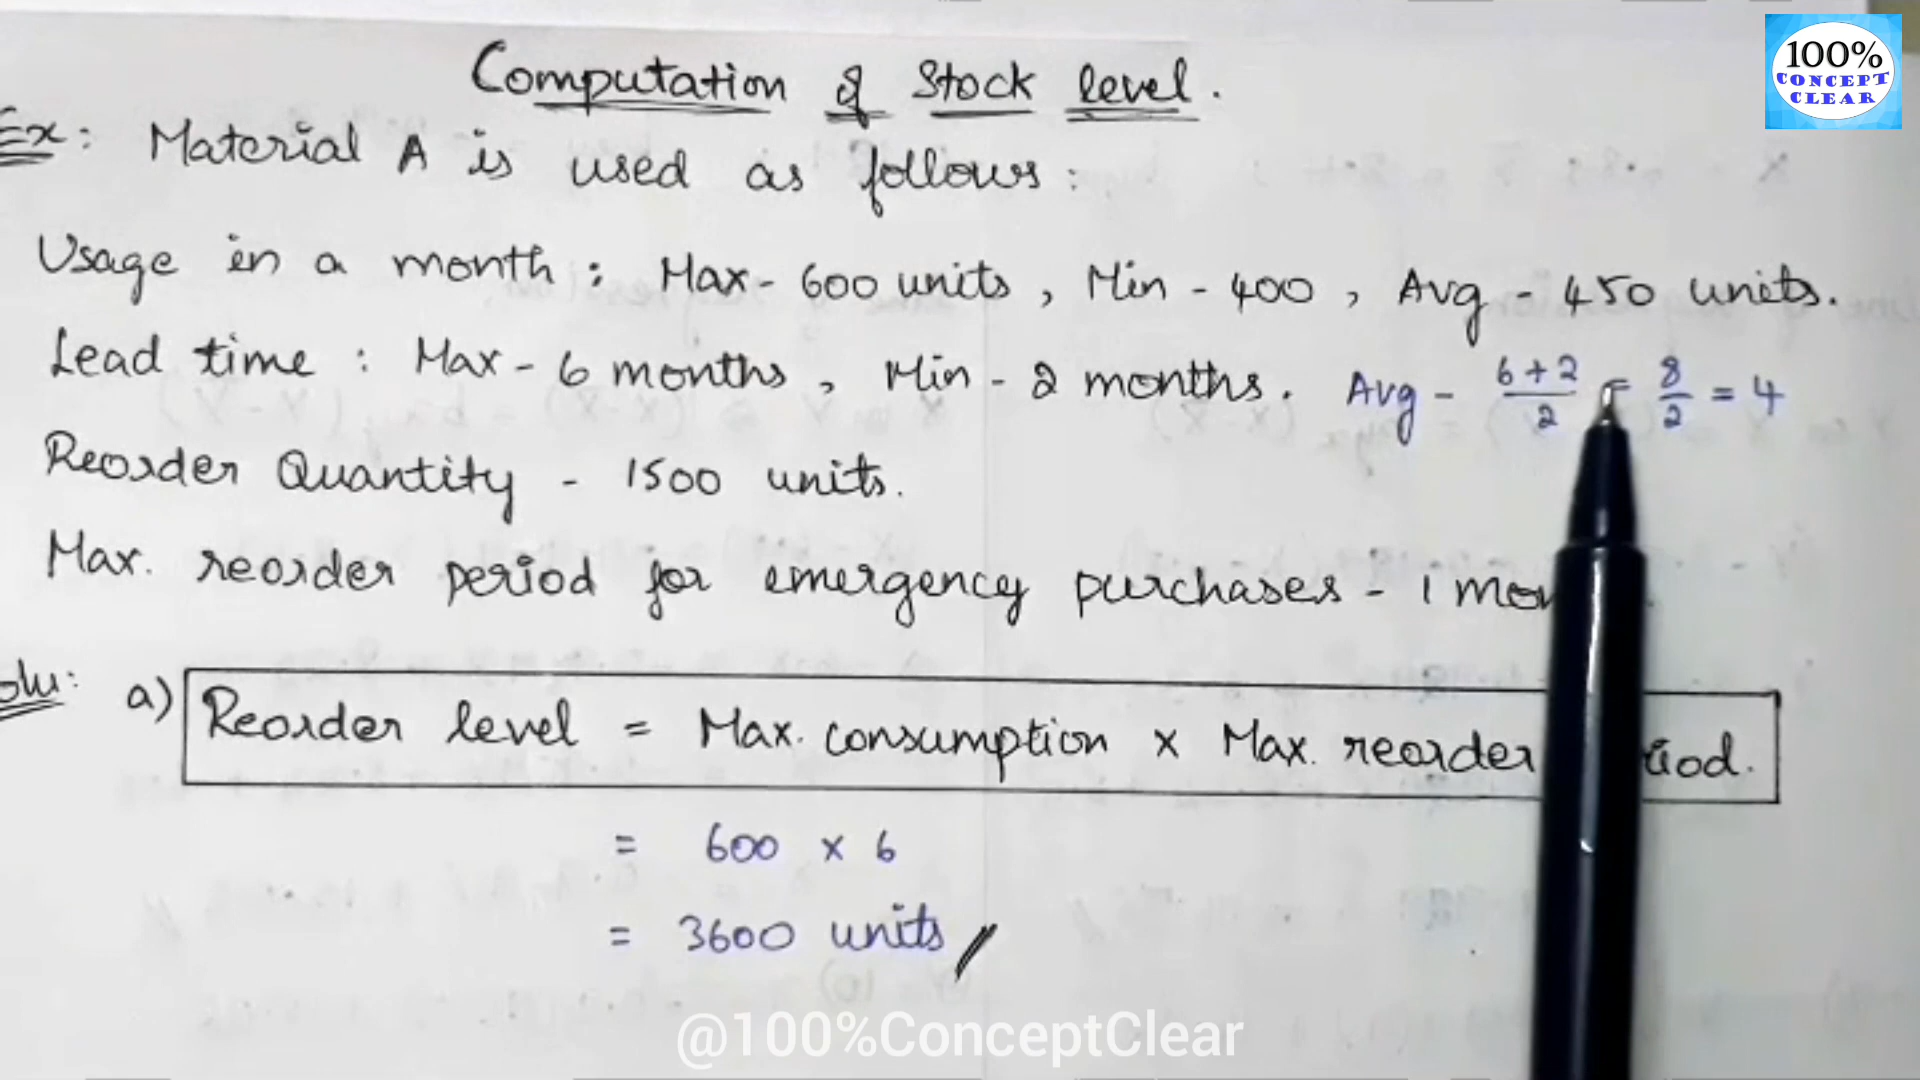 100%
CONCEPT
CLEAR
Computation of Stock level.
Ex: Material A is used as follows:
Usage in a month : Max - 600 units , Min - 400 , Avg - 450 units.
Lead time : Max - 6 months , Min - 2 months. Avg - 6+2/2 = 8/2 = 4
Reorder Quantity - 1500 units.
Max. reorder period for emergency purchases - 1
a) Reorder level = Max. consumption x Max. reorder
= 600 x 6
= 3600 units
@100%ConceptClear